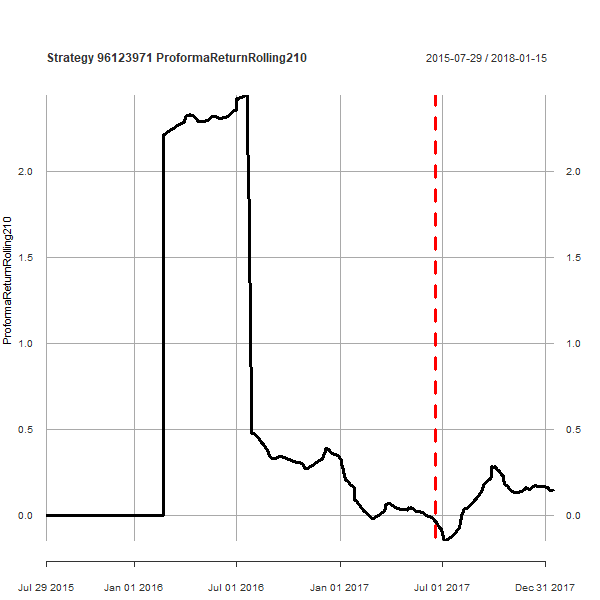 Strategy 96123971 ProformaReturnRolling210
2015-07-29 / 2018-01-15
ProformaReturnRolling210
2.0
2.0
1.5
1.5
1.0
1.0
0.5
0.5
0.0
0.0
Jul 29 2015
Jan 01 2016
Jul 01 2016
Jan 01 2017
Jul 01 2017
Dec 31 2017